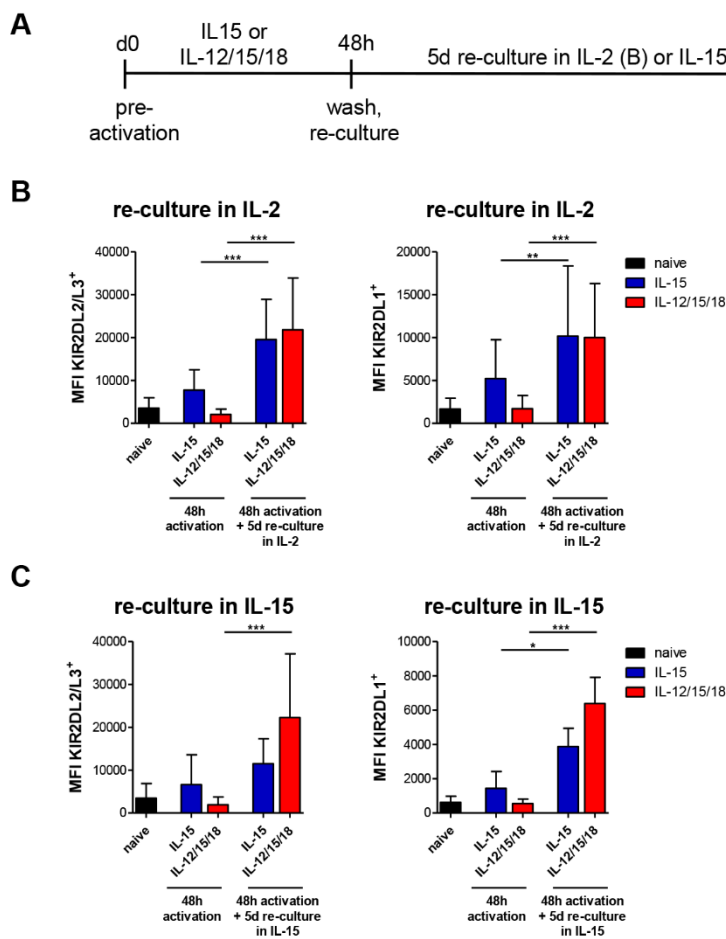 A
d0
IL15 or
IL-12/15/18
48h
5d re-culture in IL-2 (B) or IL-15
pre-
activation
wash,
re-culture
B
re-culture in IL-2
MFI KIR2DL2/L3+
40000
30000
20000
10000
0
***
***
naive
IL-15
IL-12/15/18
IL-15
IL-12/15/18
48h
activation
48h activation
+ 5d re-culture
in IL-2
re-culture in IL-2
MFI KIR2DL1+
20000
15000
10000
5000
0
***
**
naive
IL-15
IL-12/15/18
IL-15
IL-12/15/18
48h
activation
48h activation
+ 5d re-culture
in IL-2
naive
IL-15
IL-12/15/18
C
re-culture in IL-15
MFI KIR2DL2/L3+
40000
30000
20000
10000
0
***
naive
IL-15
IL-12/15/18
IL-15
IL-12/15/18
48h
activation
48h activation
+ 5d re-culture
in IL-15
re-culture in IL-15
MFI KIR2DL1+
10000
8000
6000
4000
2000
0
***
*
naive
IL-15
IL-12/15/18
IL-15
IL-12/15/18
48h
activation
48h activation
+ 5d re-culture
in IL-15
naive
IL-15
IL-12/15/18